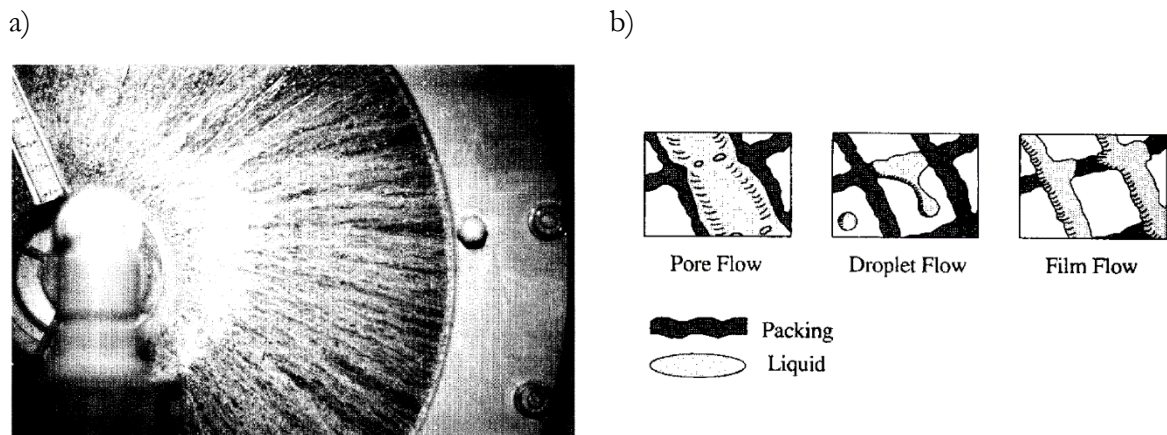 a)
b)
Pore Flow
Droplet Flow
Film Flow
Packing
Liquid